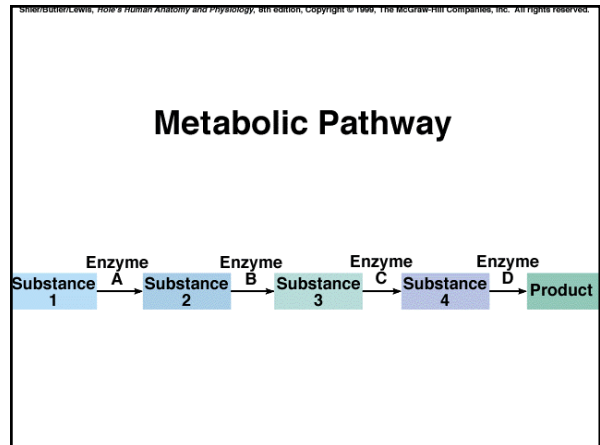 Shier/Butler/Lewis, Hole's Human Anatomy and Physiology, 8th edition, Copyright © 1999, The McGraw-Hill Companies, Inc. All rights reserved.
Metabolic Pathway
Enzyme Enzyme Enzyme Enzyme
A B C D
Substance Substance Substance Substance Product
1 2 3 4